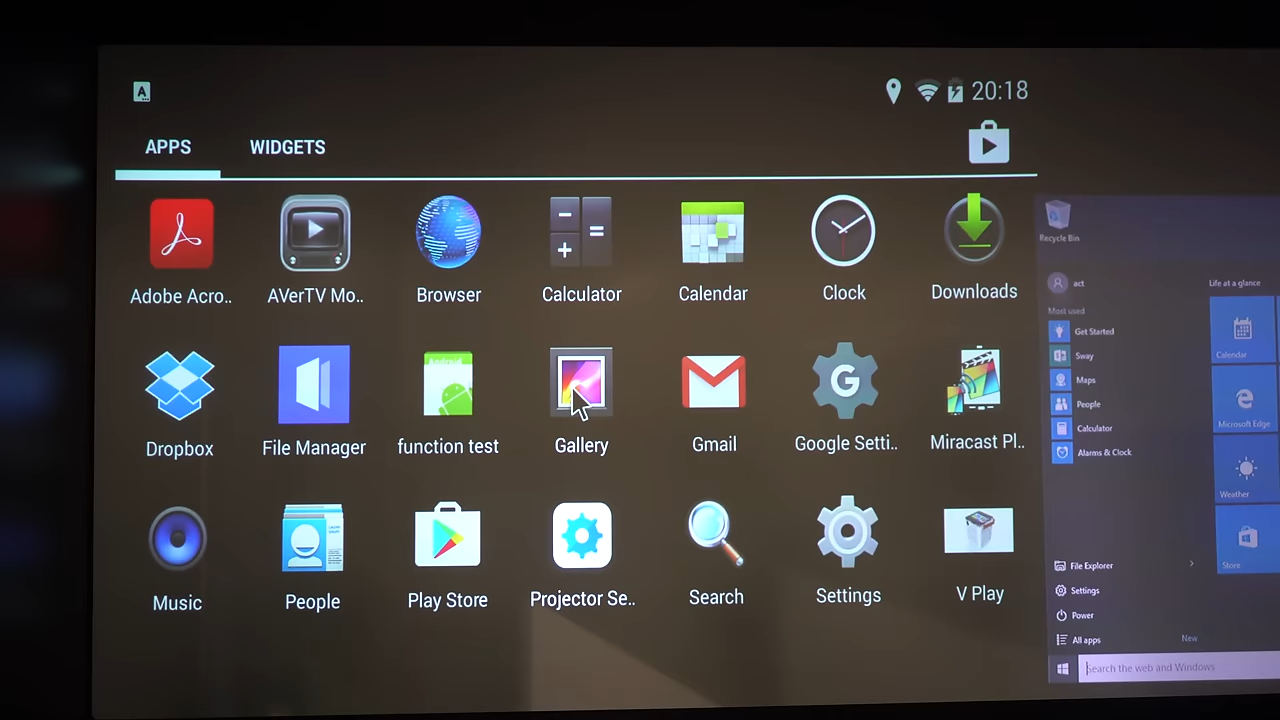 A
20:18
APPS WIDGETS
Adobe Acro.. AVerTV Mo.. Browser Calculator Calendar Clock Downloads
Android
Dropbox File Manager function test Gallery Gmail Google Setti.. Miracast Pl..
Music People Play Store Projector Se.. Search Settings V Play
Recycle Bin
act
Most used
Get Started
Sway
Maps
People
Calculator
Alarms & Clock
File Explorer
Settings
Power
All apps
New
Search the web and Windows
Life at a glance
Calendar
Microsoft Edge
Weather
Store